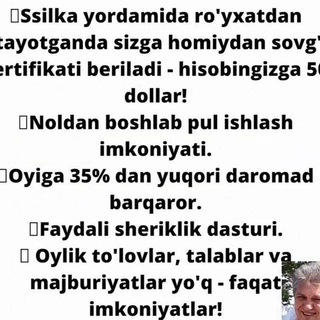 Ssilka yordamida ro'yxatdan
tayotganda sizga homiydan sovg'
ertifikati beriladi - hisobingizga 50
dollar!
Noldan boshlab pul ishlash
imkoniyati.
Oyiga 35% dan yuqori daromad
barqaror.
Faydali sheriklik dasturi.
Oylik to'lovlar, talablar va
majburiyatlar yo'q - faqat
imkoniyatlar!